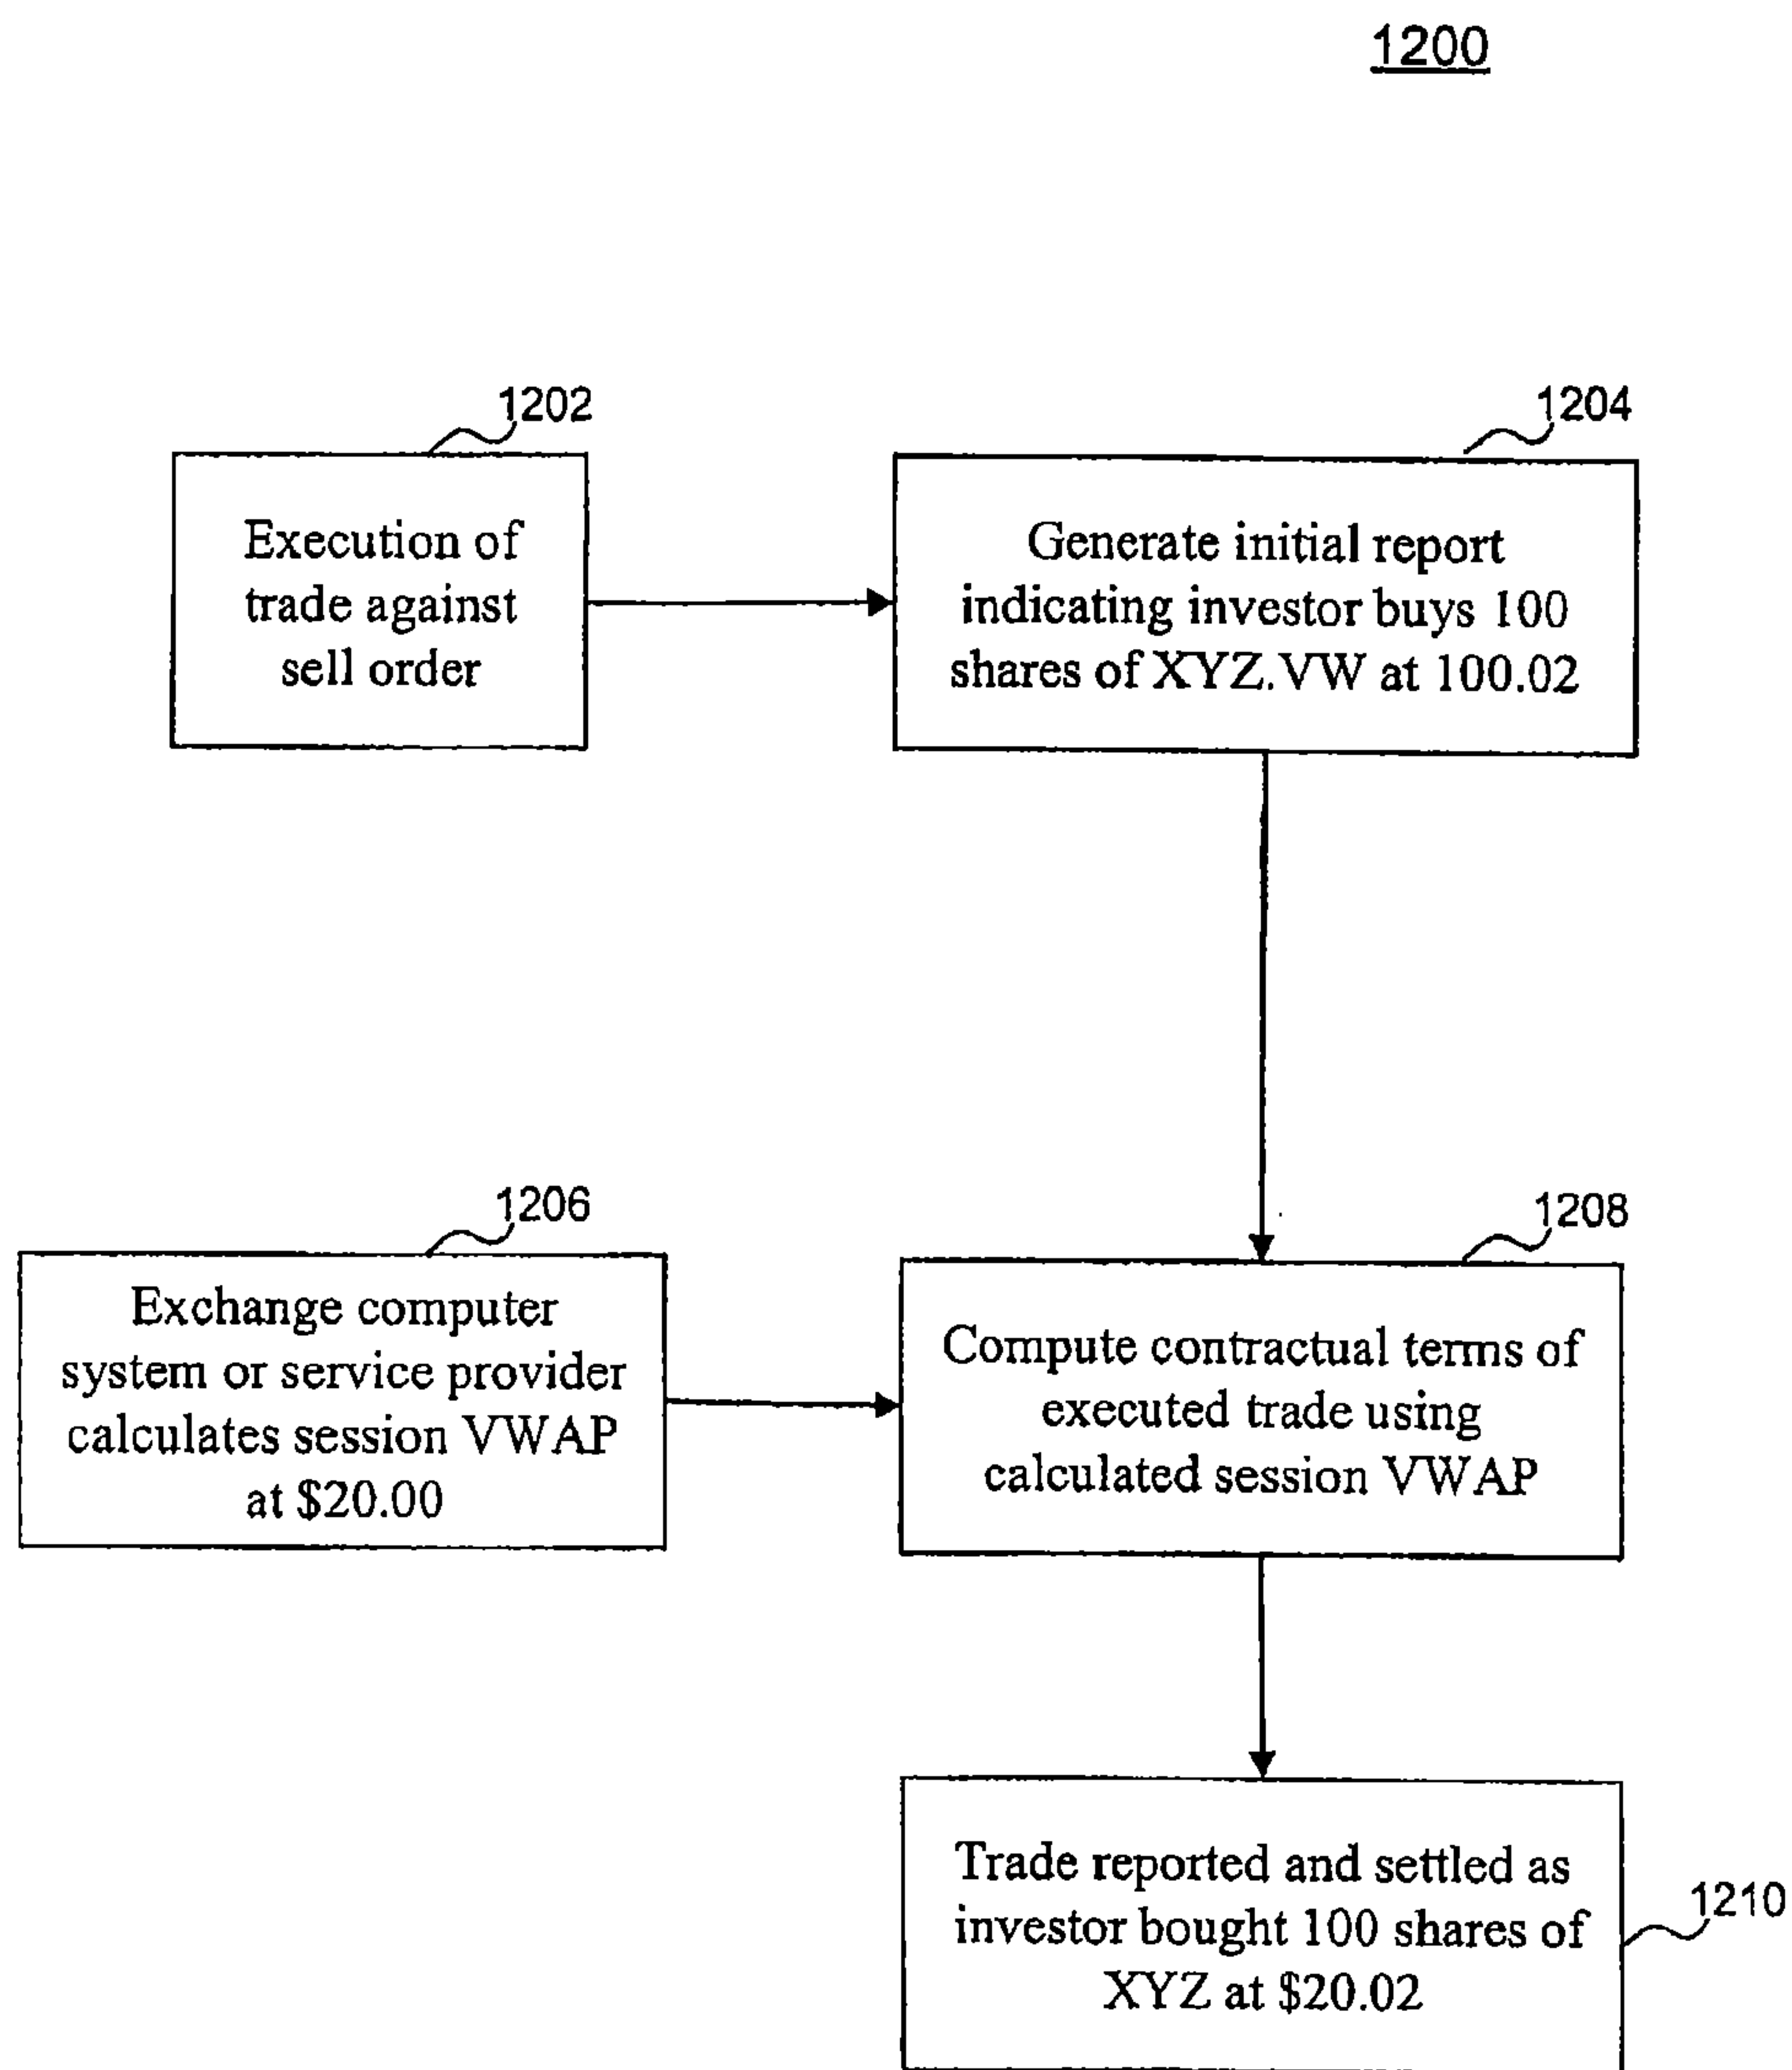 1200
1202
Execution of
trade against
sell order
1204
Generate initial report
indicating investor buys 100
shares of XYZ.VW at 100.02
1206
Exchange computer
system or service provider
calculates session VWAP
at $20.00
1208
Compute contractual terms of
executed trade using
calculated session VWAP
Trade reported and settled as
investor bought 100 shares of
XYZ at $20.02
1210